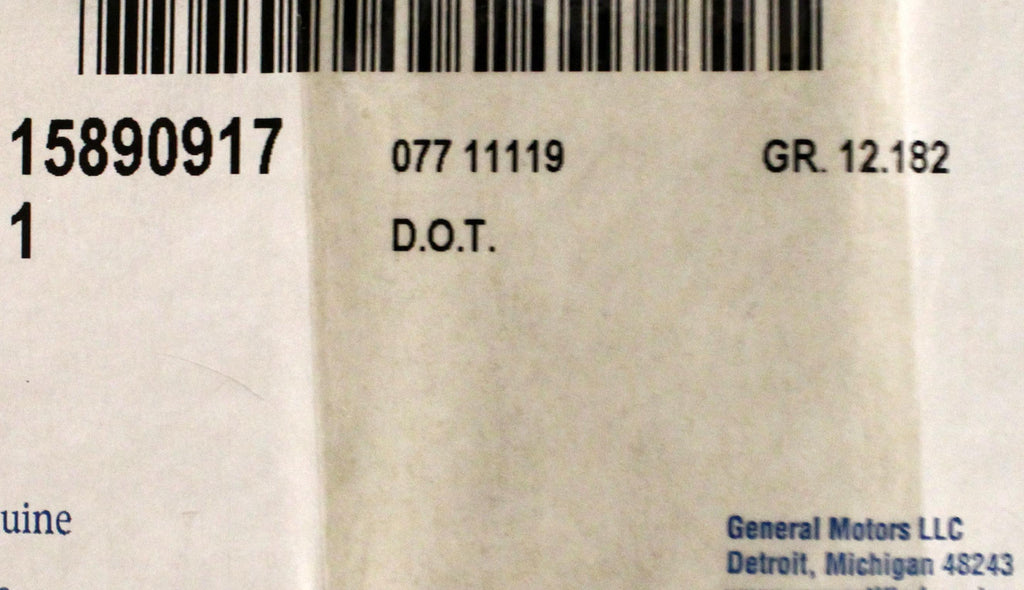 15890917 077 11119 GR. 12.182
1 D.O.T.
uine
General Motors LLC
Detroit, Michigan 48243